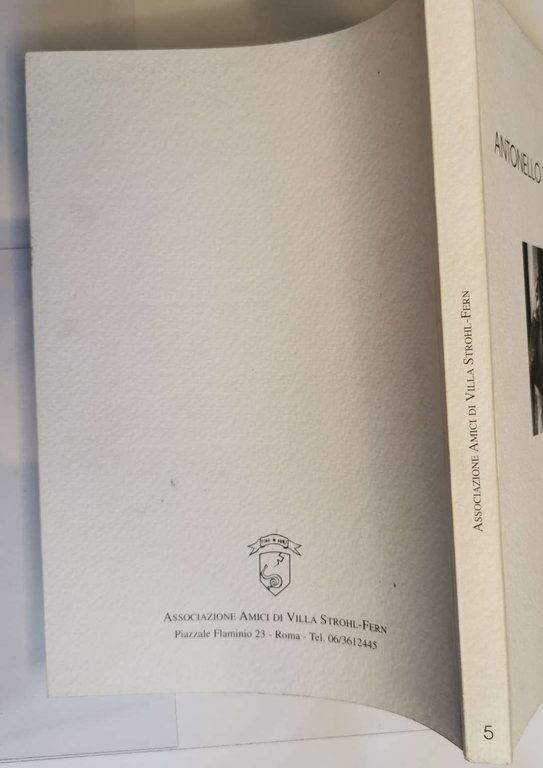 ASSOCIAZIONE AMICI DI VILLA STROHL-FERN
Piazzale Flaminio 23 - Roma - Tel. 06/3612445
ASSOCIAZIONE AMICI DI VILLA STROHL-FERN
5
ANTONELLO